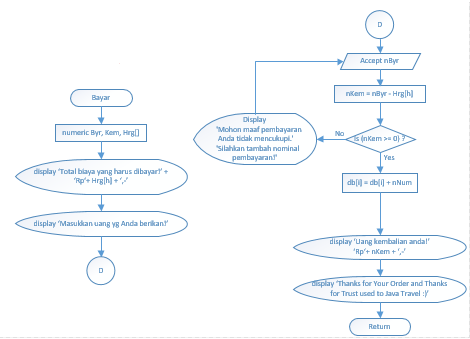 Bayar
numeric Byr, Kem, Hrg[]
display 'Total biaya yang harus dibayar!' +
'Rp'+ Hrg[h] + ',-'
display 'Masukkan uang yg Anda berikan!'
D
D
Accept nByr
nKem = nByr - Hrg[h]
Is (nKem >= 0) ?
No
Yes
Display
'Mohon maaf pembayaran
Anda tidak mencukupi.'
'Silahkan tambah nominal
pembayaran!'
db[i] = db[i] + nNum
display 'Uang kembalian anda!'
'Rp'+ nKem + ',-'
display 'Thanks for Your Order and Thanks
for Trust used to Java Travel :)'
Return